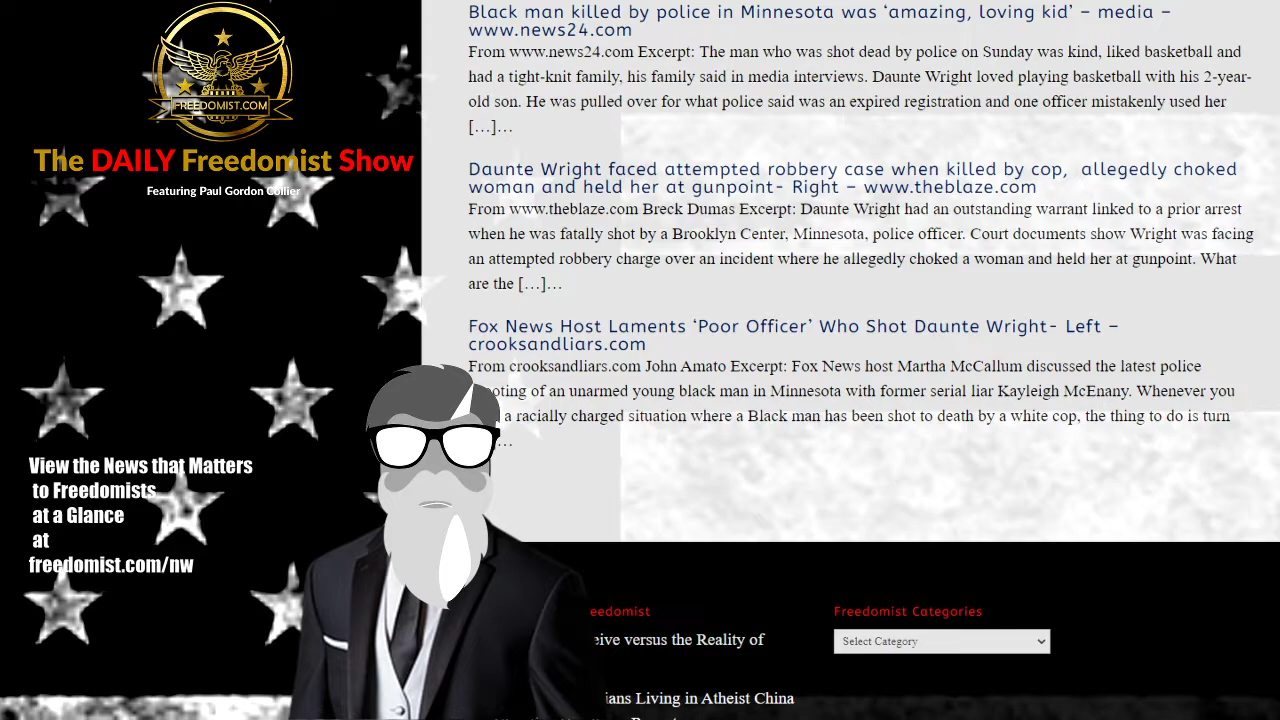 FREEDOMIST.COM
The DAILY Freedomist Show
Featuring Paul Gordon Collier
View the News that Matters
to Freedomists
at a Glance
at
freedomist.com/nw
Black man killed by police in Minnesota was ‘amazing, loving kid’ – media –
www.news24.com
From www.news24.com Excerpt: The man who was shot dead by police on Sunday was kind, liked basketball and
had a tight-knit family, his family said in media interviews. Daunte Wright loved playing basketball with his 2-year-
old son. He was pulled over for what police said was an expired registration and one officer mistakenly used her
[…]…
Daunte Wright faced attempted robbery case when killed by cop, allegedly choked
woman and held her at gunpoint- Right – www.theblaze.com
From www.theblaze.com Breck Dumas Excerpt: Daunte Wright had an outstanding warrant linked to a prior arrest
when he was fatally shot by a Brooklyn Center, Minnesota, police officer. Court documents show Wright was facing
an attempted robbery charge over an incident where he allegedly choked a woman and held her at gunpoint. What
are the […]…
Fox News Host Laments ‘Poor Officer’ Who Shot Daunte Wright- Left –
crooksandliars.com
From crooksandliars.com John Amato Excerpt: Fox News host Martha McCallum discussed the latest police
of an unarmed young black man in Minnesota with former serial liar Kayleigh McEnany. Whenever you
a racially charged situation where a Black man has been shot to death by a white cop, the thing to do is turn
…
eedomist
Freedomist Categories
eive versus the Reality of
Select Category
ians Living in Atheist China